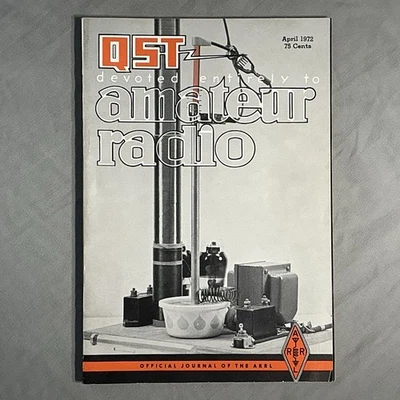 QST
April 1972
75 Cents
devoted entirely to
amateur
radio
OFFICIAL JOURNAL OF THE ARRL
A
R R
L